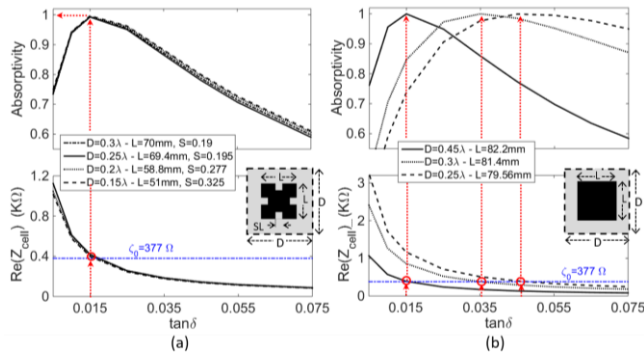 (a)
Absorptivity
1
0.9
0.8
0.7
0.6
D=0.3λ - L=70mm, S=0.19
D=0.25λ - L=69.4mm, S=0.195
D=0.2λ - L=58.8mm, S=0.277
D=0.15λ - L=51mm, S=0.325
Re(Z_cell) (KΩ)
1.2
0.8
0.4
0
L
L
D
SL
D
ζ0=377 Ω
0.015 0.035 0.055 0.075
tanδ
(a)
(b)
Absorptivity
1
0.9
0.8
0.7
0.6
D=0.45λ - L=82.2mm
D=0.3λ - L=81.4mm
D=0.25λ - L=79.56mm
Re(Z_cell) (KΩ)
3
2
1
0
L
L
D
D
ζ0=377 Ω
0.015 0.035 0.055 0.075
tanδ
(b)